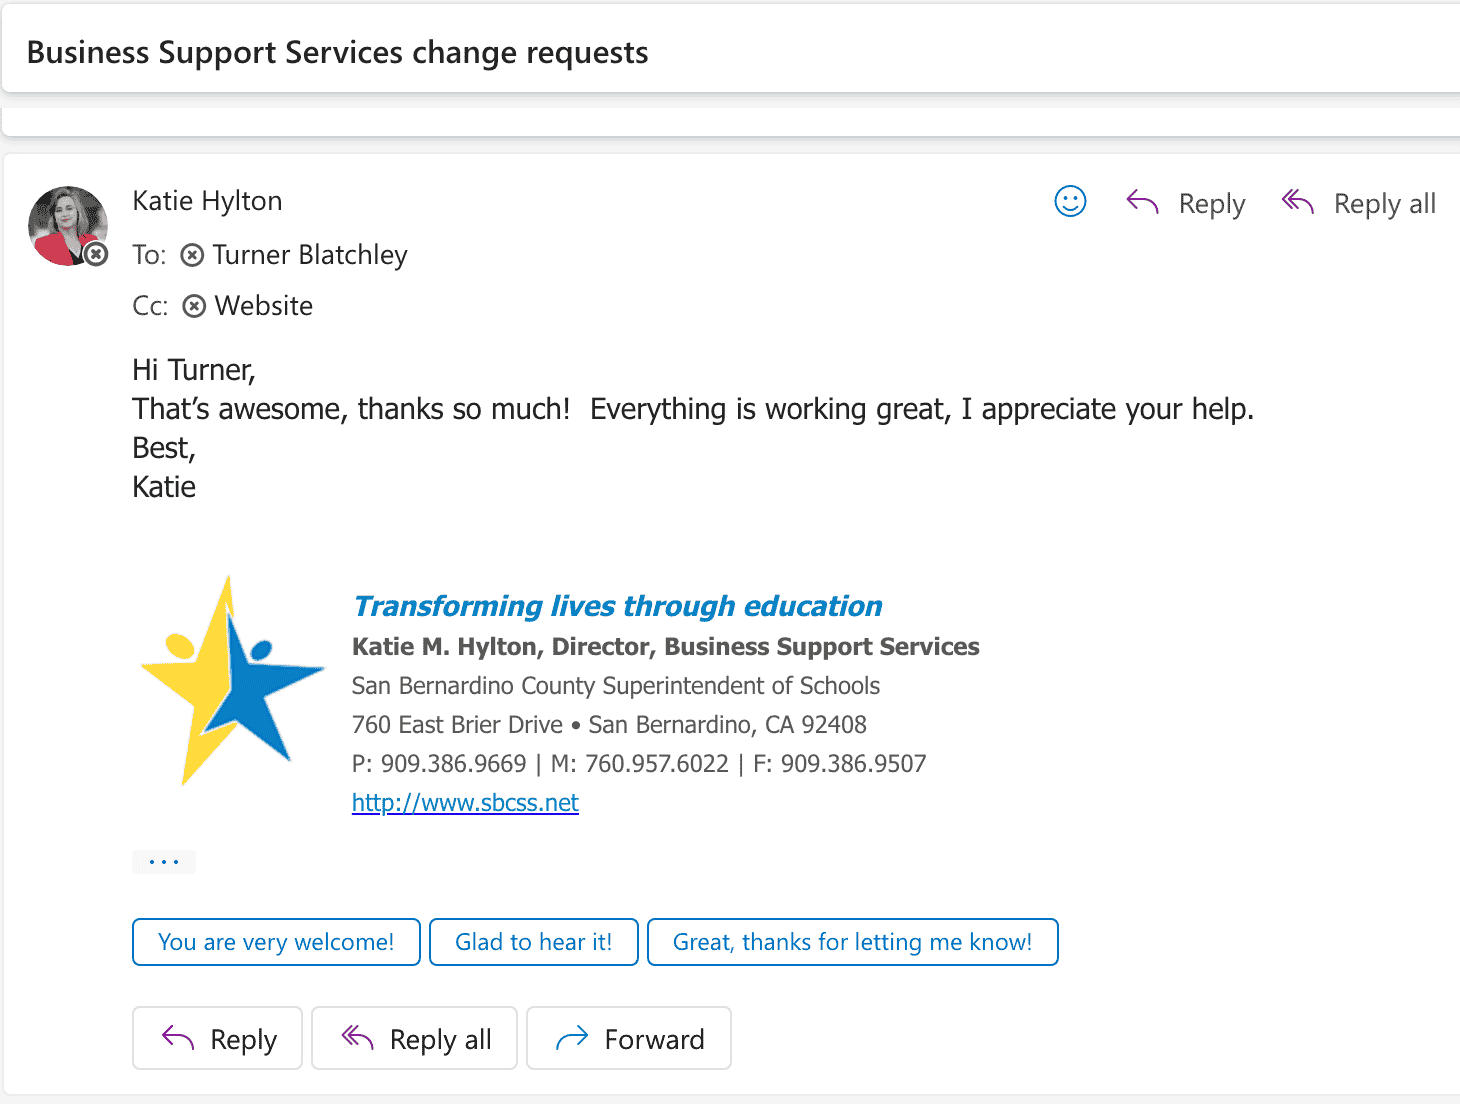 Business Support Services change requests
Katie Hylton
Reply
Reply all
To: Turner Blatchley
Cc: Website
Hi Turner,
That’s awesome, thanks so much!  Everything is working great, I appreciate your help.
Best,
Katie
Transforming lives through education
Katie M. Hylton, Director, Business Support Services
San Bernardino County Superintendent of Schools
760 East Brier Drive • San Bernardino, CA 92408
P: 909.386.9669 | M: 760.957.6022 | F: 909.386.9507
http://www.sbcss.net
...
You are very welcome!
Glad to hear it!
Great, thanks for letting me know!
Reply
Reply all
Forward